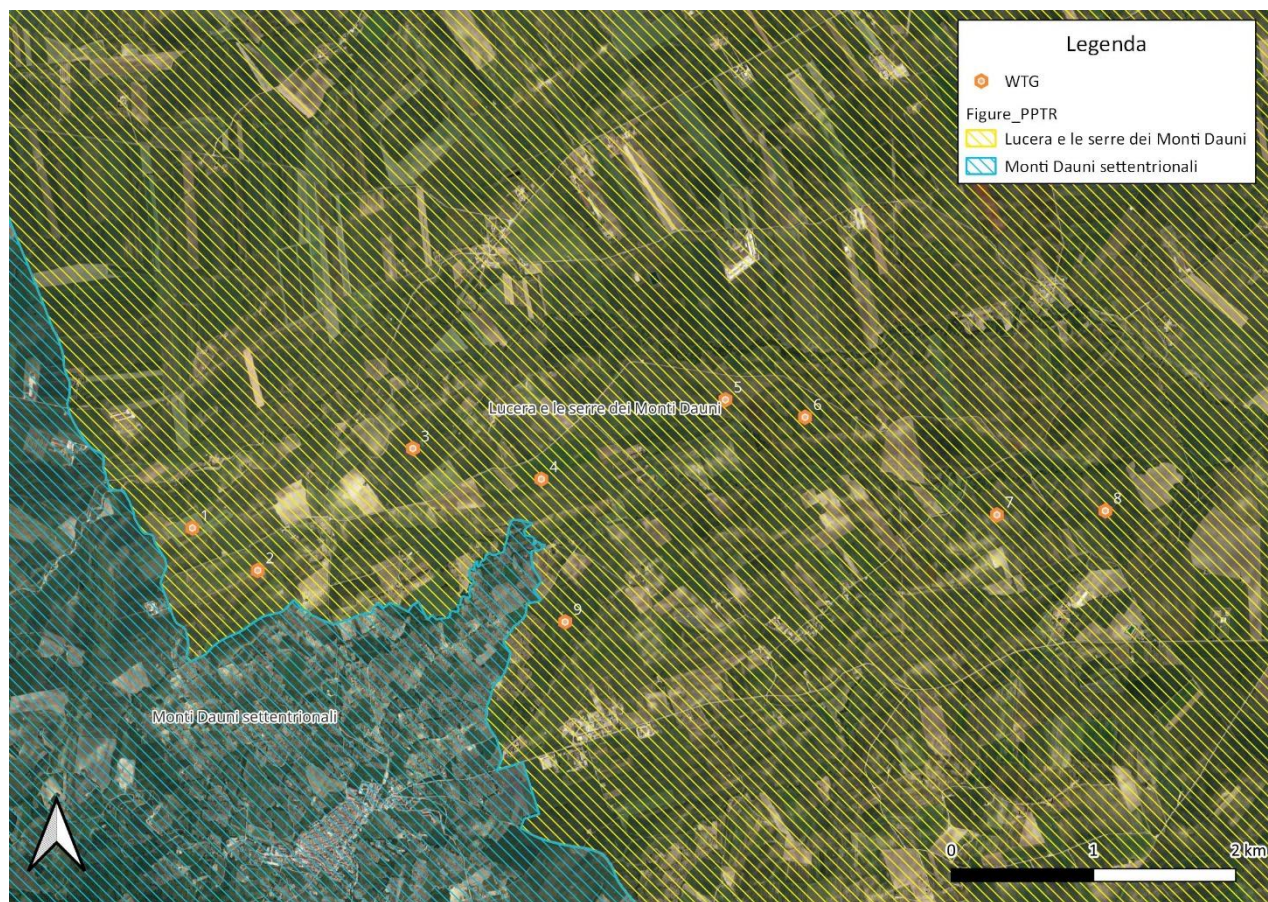 Legenda
WTG
Figure_PPTR
Lucera e le serre dei Monti Dauni
Monti Dauni settentrionali
5
Lucera e le serre dei Monti Dauni
6
3
4
7
8
1
2
9
Monti Dauni settentrionali
0 1 2 km